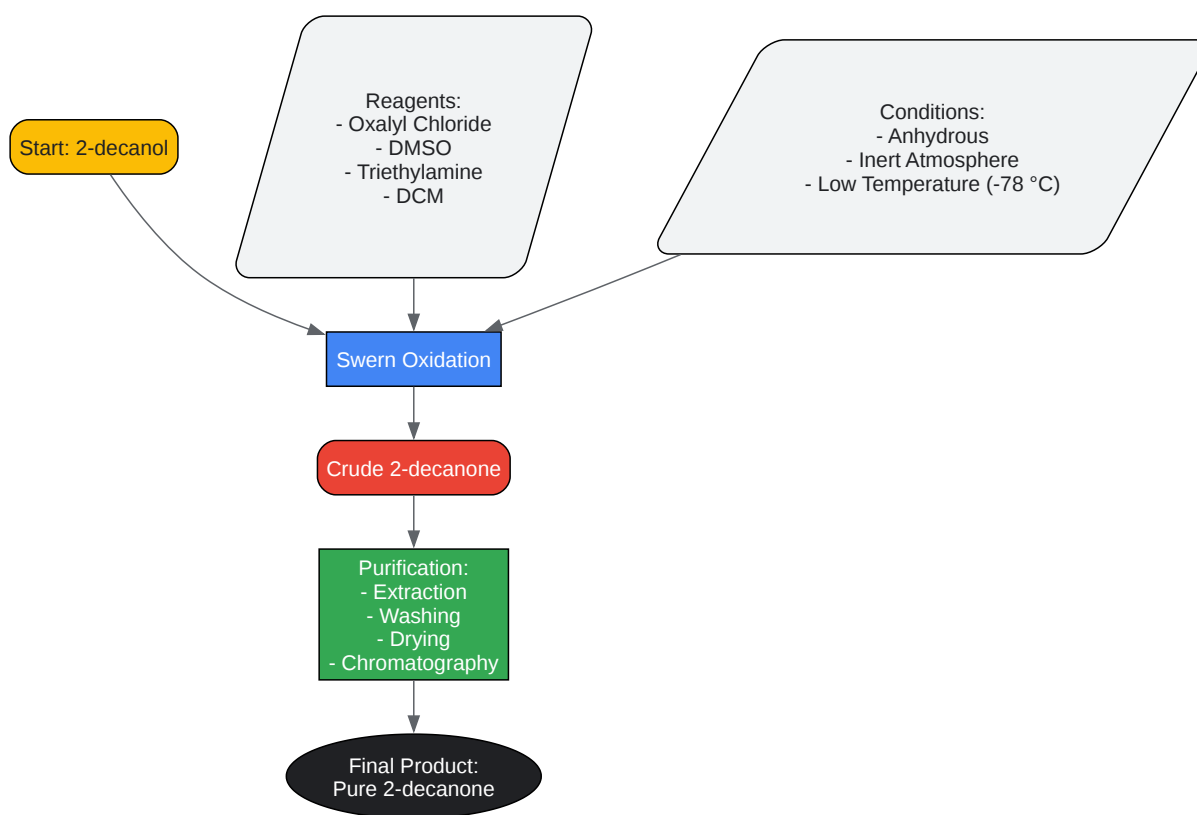 Reagents:
- Oxalyl Chloride
- DMSO
- Triethylamine
- DCM
Conditions:
- Anhydrous
- Inert Atmosphere
- Low Temperature (-78 °C)
Start: 2-decanol
Swern Oxidation
Crude 2-decanone
Purification:
- Extraction
- Washing
- Drying
- Chromatography
Final Product:
Pure 2-decanone